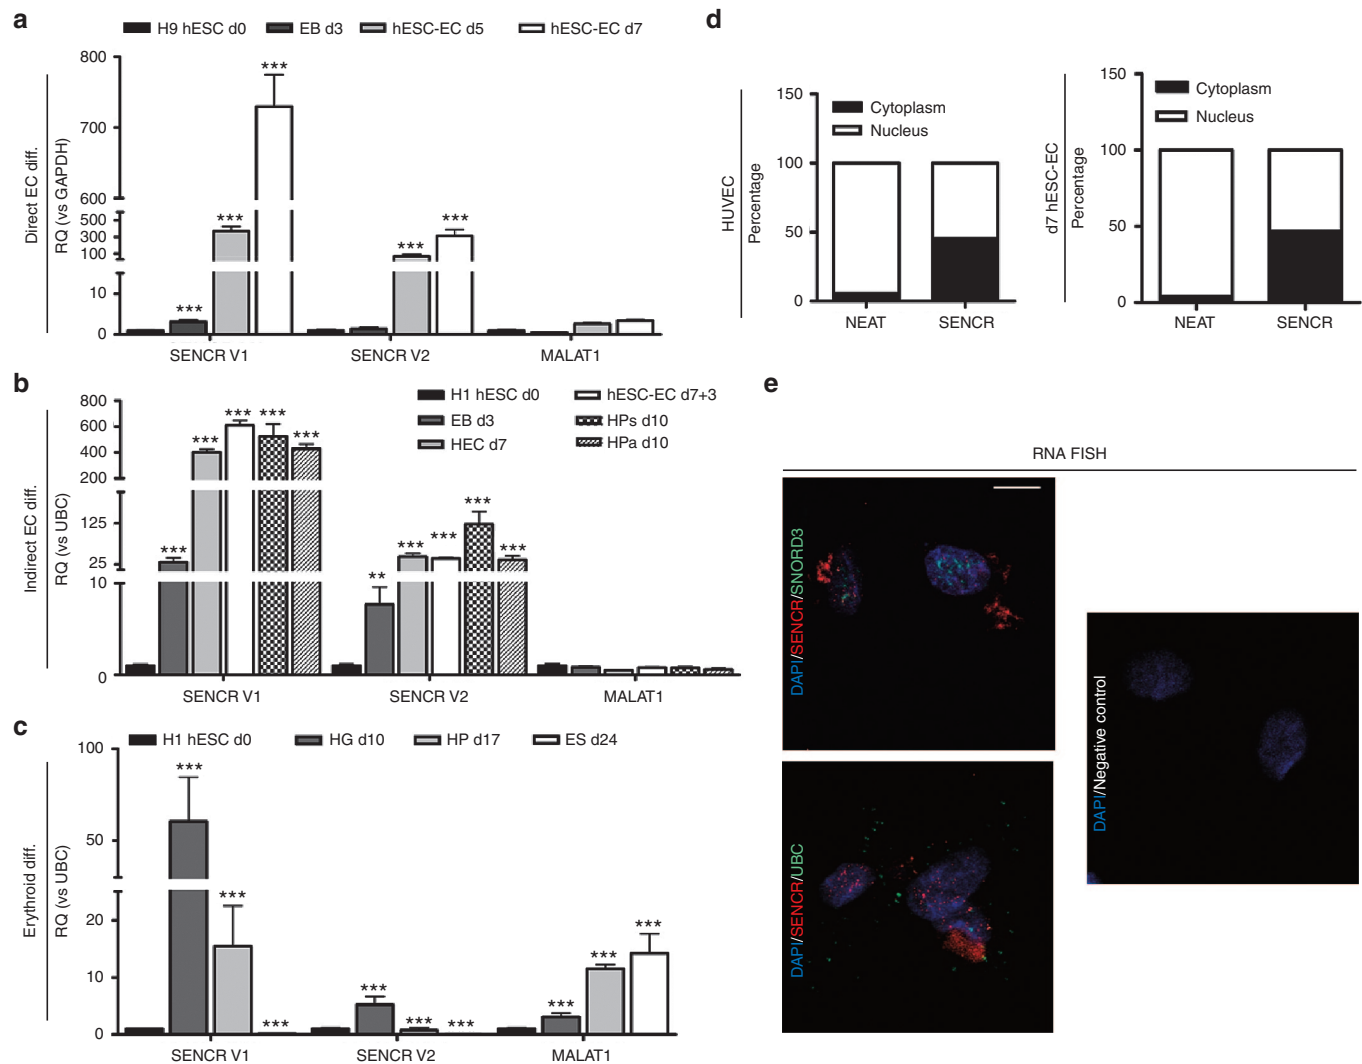 a
H9 hESC d0
EB d3
hESC-EC d5
hESC-EC d7
Direct EC diff.
RQ (vs GAPDH)
800
700
600
500
300
100
10
0
***
***
***
***
***
SENCR V1
SENCR V2
MALAT1
b
H1 hESC d0
EB d3
HEC d7
hESC-EC d7+3
HPs d10
HPa d10
Indirect EC diff.
RQ (vs UBC)
800
600
400
200
125
25
10
0
***
***
***
***
***
**
***
***
***
***
SENCR V1
SENCR V2
MALAT1
c
H1 hESC d0
HG d10
HP d17
ES d24
Erythroid diff.
RQ (vs UBC)
100
50
20
10
0
***
***
***
***
***
***
***
***
***
SENCR V1
SENCR V2
MALAT1
d
HUVEC
Percentage
150
100
50
0
Cytoplasm
Nucleus
NEAT
SENCR
d7 hESC-EC
Percentage
150
100
50
0
Cytoplasm
Nucleus
NEAT
SENCR
e
RNA FISH
DAPI/SENCR/SNORD3
DAPI/SENCR/UBC
DAPI/Negative control